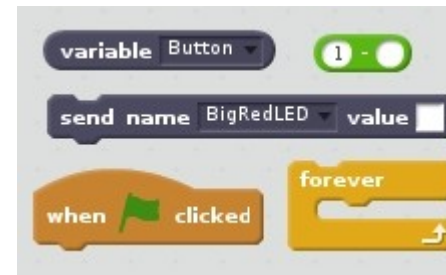 variable Button
1 -
send name BigRedLED value
forever
when clicked